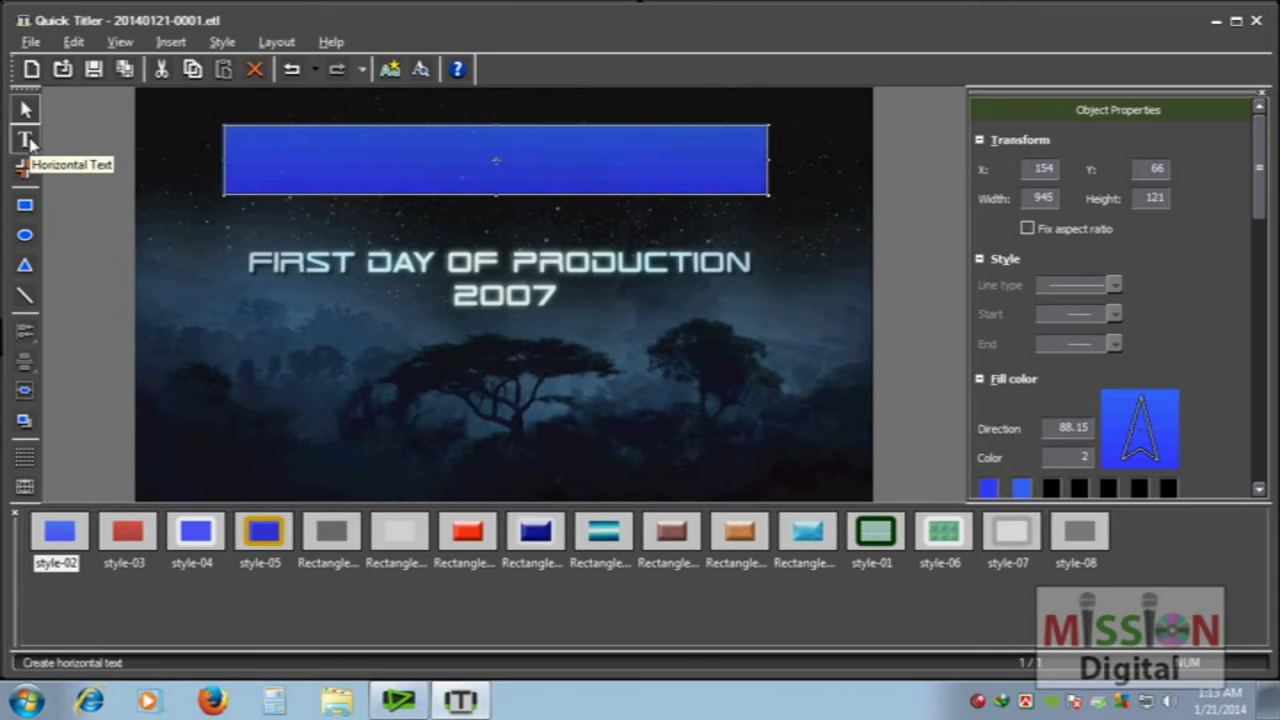 Quick Titler - 20140121-0001.etl
File Edit View Insert Style Layout Help
T
Horizontal Text
FIRST DAY OF PRODUCTION
2007
Object Properties
Transform
X: 154 Y: 66
Width: 945 Height: 121
Fix aspect ratio
Style
Line type
Start
End
Fill color
Direction 88.15
Color 2
style-02 style-03 style-04 style-05 Rectangle... Rectangle... Rectangle... Rectangle... Rectangle... Rectangle... Rectangle... Rectangle... style-01 style-06 style-07 style-08
MISSION
Digital
Create horizontal text 1/1 NUM
1:13 AM
1/21/2014